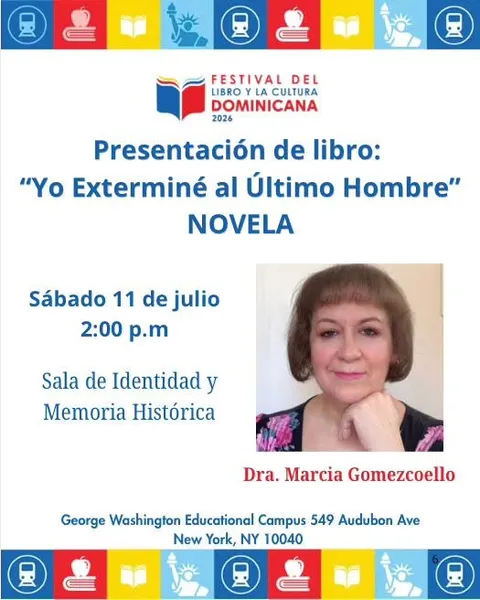 FESTIVAL DEL
LIBRO Y LA CULTURA
DOMINICANA
2026
Presentación de libro:
“Yo Exterminé al Último Hombre”
NOVELA
Sábado 11 de julio
2:00 p.m
Sala de Identidad y
Memoria Histórica
Dra. Marcia Gomezcoello
George Washington Educational Campus 549 Audubon Ave
New York, NY 10040
6